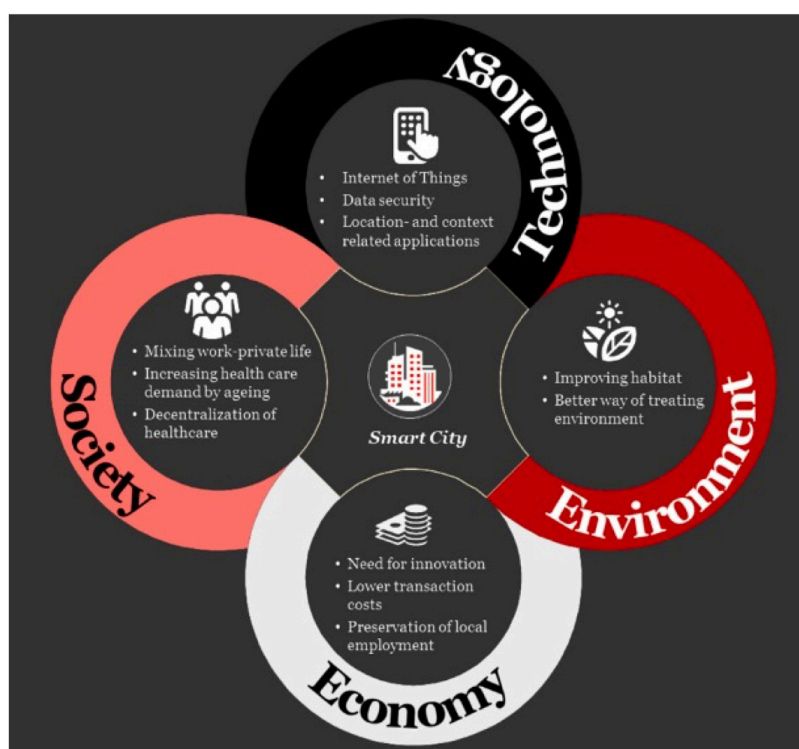 Technology
• Internet of Things
• Data security
• Location- and context
related applications
Society
• Mixing work-private life
• Increasing health care
demand by ageing
• Decentralization of
healthcare
Smart City
Environment
• Improving habitat
• Better way of treating
environment
• Need for innovation
• Lower transaction
costs
• Preservation of local
employment
Economy